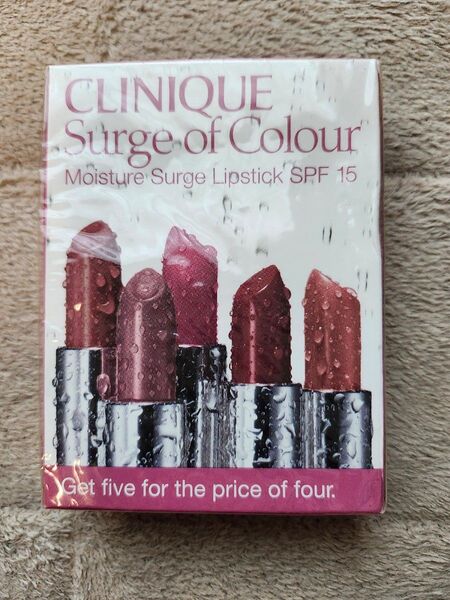 CLINIQUE
Surge of Colour
Moisture Surge Lipstick SPF 15
Get five for the price of four.